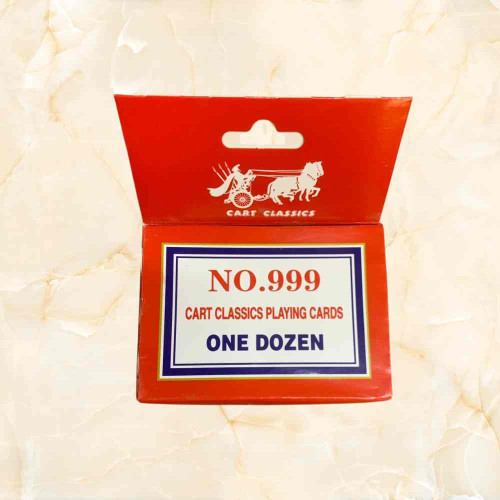 CART CLASSICS
NO.999
CART CLASSICS PLAYING CARDS
ONE DOZEN